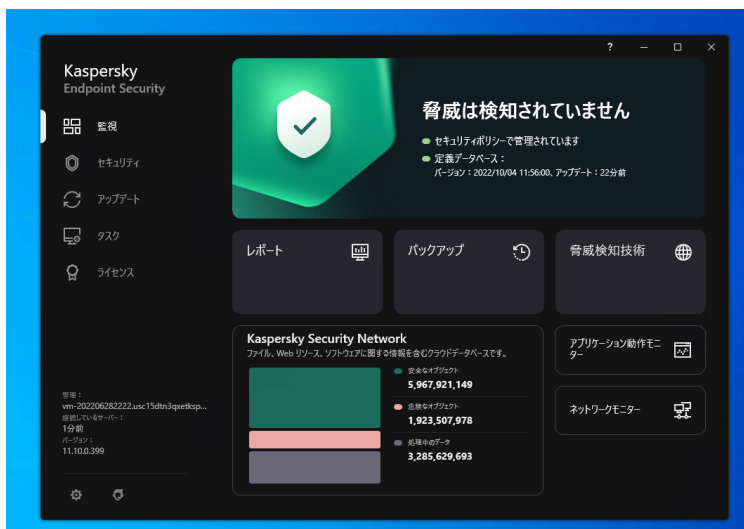 ?
Kaspersky
Endpoint Security
監視
セキュリティ
アップデート
タスク
ライセンス
管理：
vm-202206282222.usc15dtn3qxetksp...
接続しているサーバー：
1分前
バージョン：
11.10.0.399
脅威は検知されていません
セキュリティポリシーで管理されています
定義データベース：
バージョン：2022/10/04 11:56:00、アップデート：22分前
レポート
バックアップ
脅威検知技術
Kaspersky Security Network
ファイル、Web リソース、ソフトウェアに関する情報を含むクラウドデータベースです。
安全なオブジェクト
5,967,921,149
危険なオブジェクト
1,923,507,978
処理中のデータ
3,285,629,693
アプリケーション動作モニ
ター
ネットワークモニター